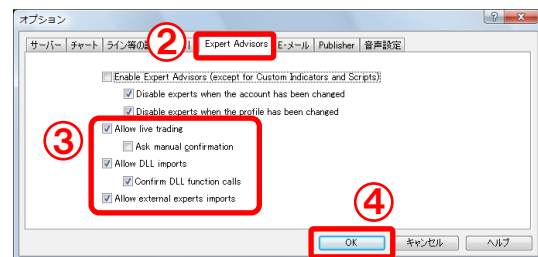 オプション
サーバー チャート ライン等の Expert Advisors E-メール Publisher 音声設定
②
Enable Expert Advisors (except for Custom Indicators and Scripts)
Disable experts when the account has been changed
Disable experts when the profile has been changed
③
Allow live trading
Ask manual confirmation
Allow DLL imports
Confirm DLL function calls
Allow external experts imports
④
OK キャンセル ヘルプ